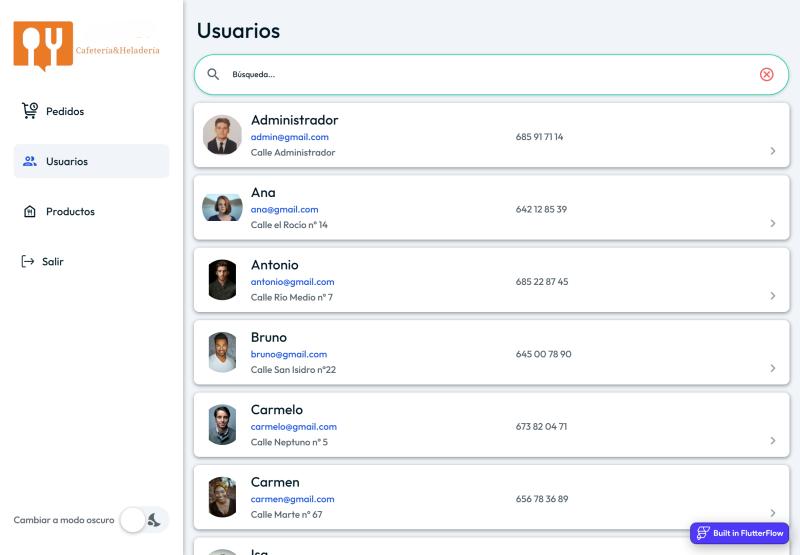 Cafetería&Heladería
Pedidos
Usuarios
Productos
Salir
Cambiar a modo oscuro
Usuarios
Búsqueda...
Administrador
admin@gmail.com
Calle Administrador
685 91 71 14
Ana
ana@gmail.com
Calle el Rocío nº 14
642 12 85 39
Antonio
antonio@gmail.com
Calle Rio Medio nº 7
685 22 87 45
Bruno
bruno@gmail.com
Calle San Isidro nº22
645 00 78 90
Carmelo
carmelo@gmail.com
Calle Neptuno nº 5
673 82 04 71
Carmen
carmen@gmail.com
Calle Marte nº 67
656 78 36 89
Built in FlutterFlow
Isa